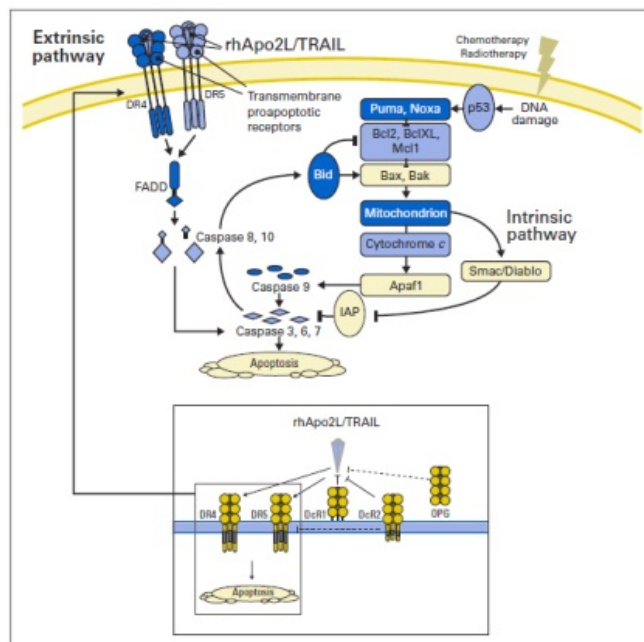 Extrinsic
pathway
rhApo2L/TRAIL
Chemotherapy
Radiotherapy
DR4
DR5
Transmembrane
proapoptotic
receptors
Puma, Noxa
p53
DNA
damage
Bcl2, BclXL,
Mcl1
Bid
Bax, Bak
FADD
Mitochondrion
Intrinsic
pathway
Caspase 8, 10
Cytochrome c
Smac/Diablo
Caspase 9
Apaf1
IAP
Caspase 3, 6, 7
Apoptosis
rhApo2L/TRAIL
DR4
DR5
DcR1
DcR2
OPG
Apoptosis